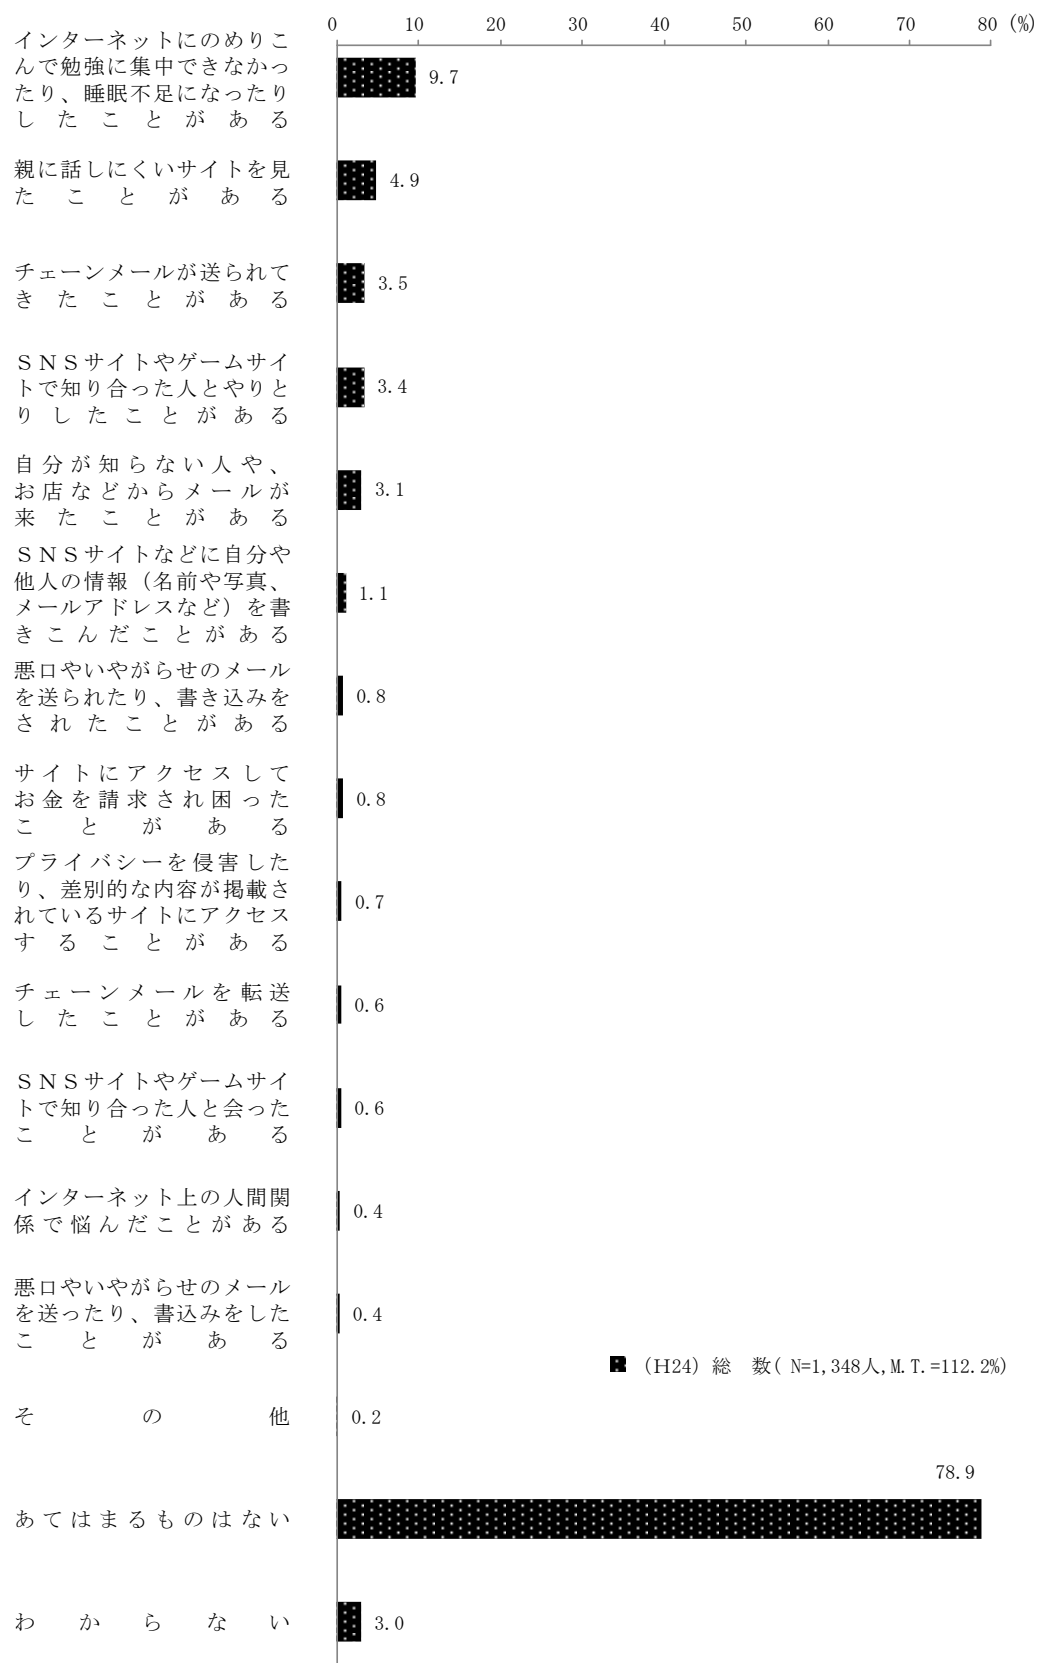 0 10 20 30 40 50 60 70 80 (%)
インターネットにのめりこ
んで勉強に集中できなかっ
たり、睡眠不足になったり
したことがある
9.7
親に話しにくいサイトを見
たことがある
4.9
チェーンメールが送られて
きたことがある
3.5
ＳＮＳサイトやゲームサイ
トで知り合った人とやりと
りしたことがある
3.4
自分が知らない人や、
お店などからメールが
来たことがある
3.1
ＳＮＳサイトなどに自分や
他人の情報（名前や写真、
メールアドレスなど）を書
きこんだことがある
1.1
悪口やいやがらせのメール
を送られたり、書き込みを
されたことがある
0.8
サイトにアクセスして
お金を請求され困った
ことがある
0.8
プライバシーを侵害した
り、差別的な内容が掲載さ
れているサイトにアクセス
することがある
0.7
チェーンメールを転送
したことがある
0.6
ＳＮＳサイトやゲームサイ
トで知り合った人と会った
ことがある
0.6
インターネット上の人間関
係で悩んだことがある
0.4
悪口やいやがらせのメール
を送ったり、書込みをした
ことがある
0.4
（H24）総　数( N=1,348人,M.T.=112.2%)
その他
0.2
78.9
あてはまるものはない
わからない
3.0